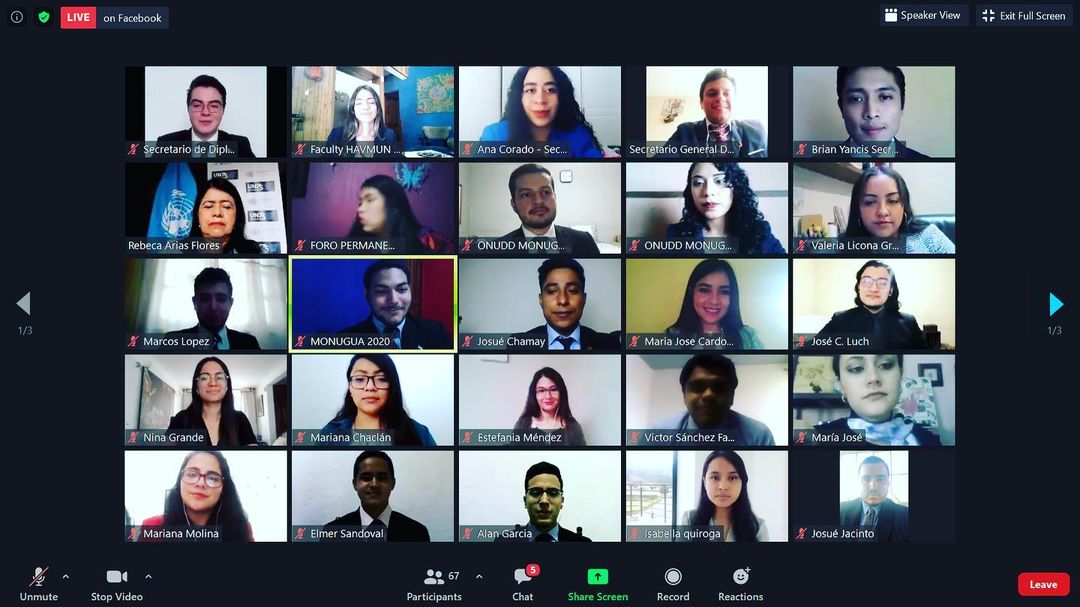 LIVE on Facebook
Speaker View
Exit Full Screen
Secretario de Dipl...
Faculty HAVMUN ...
Ana Corado - Sec...
Secretario General D...
Brian Yancis Secr...
UN75
Rebeca Arias Flores
FORO PERMANE...
ONUDD MONUG...
ONUDD MONUG...
Valeria Licona Gr...
Marcos Lopez
MONUGUA 2020
Josué Chamay
María Jose Cardo...
José C. Luch
1/3
1/3
Nina Grande
Mariana Chaclán
Estefania Méndez
Victor Sánchez Fa...
María José
Mariana Molina
Elmer Sandoval
Alan Garcia
isabella quiroga
Josué Jacinto
Unmute
Stop Video
67
Participants
5
Chat
Share Screen
Record
Reactions
Leave